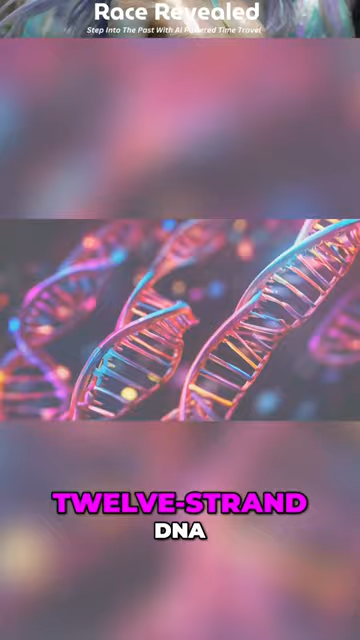 Race Revealed
Step Into The Past With AI Powered Time Travel
TWELVE-STRAND
DNA